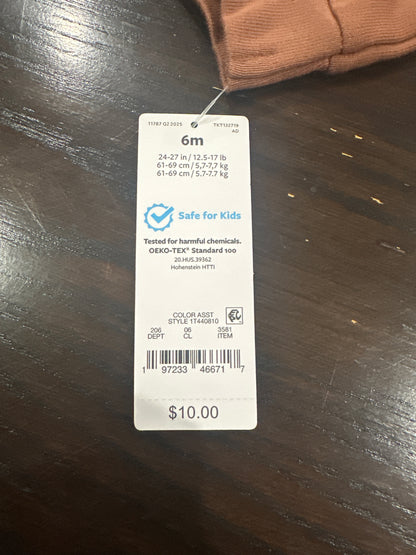 11787 Q2 2025 TKT132719
AD
6m
24-27 in / 12.5-17 lb
61-69 cm / 5,7-7,7 kg
61-69 cm / 5.7-7.7 kg
Safe for Kids
Tested for harmful chemicals.
OEKO-TEX® Standard 100
20.HUS.39362
Hohenstein HTTI
COLOR ASST
STYLE 1T440810
206 06 3581
DEPT CL ITEM
1 97233 46671 7
$10.00